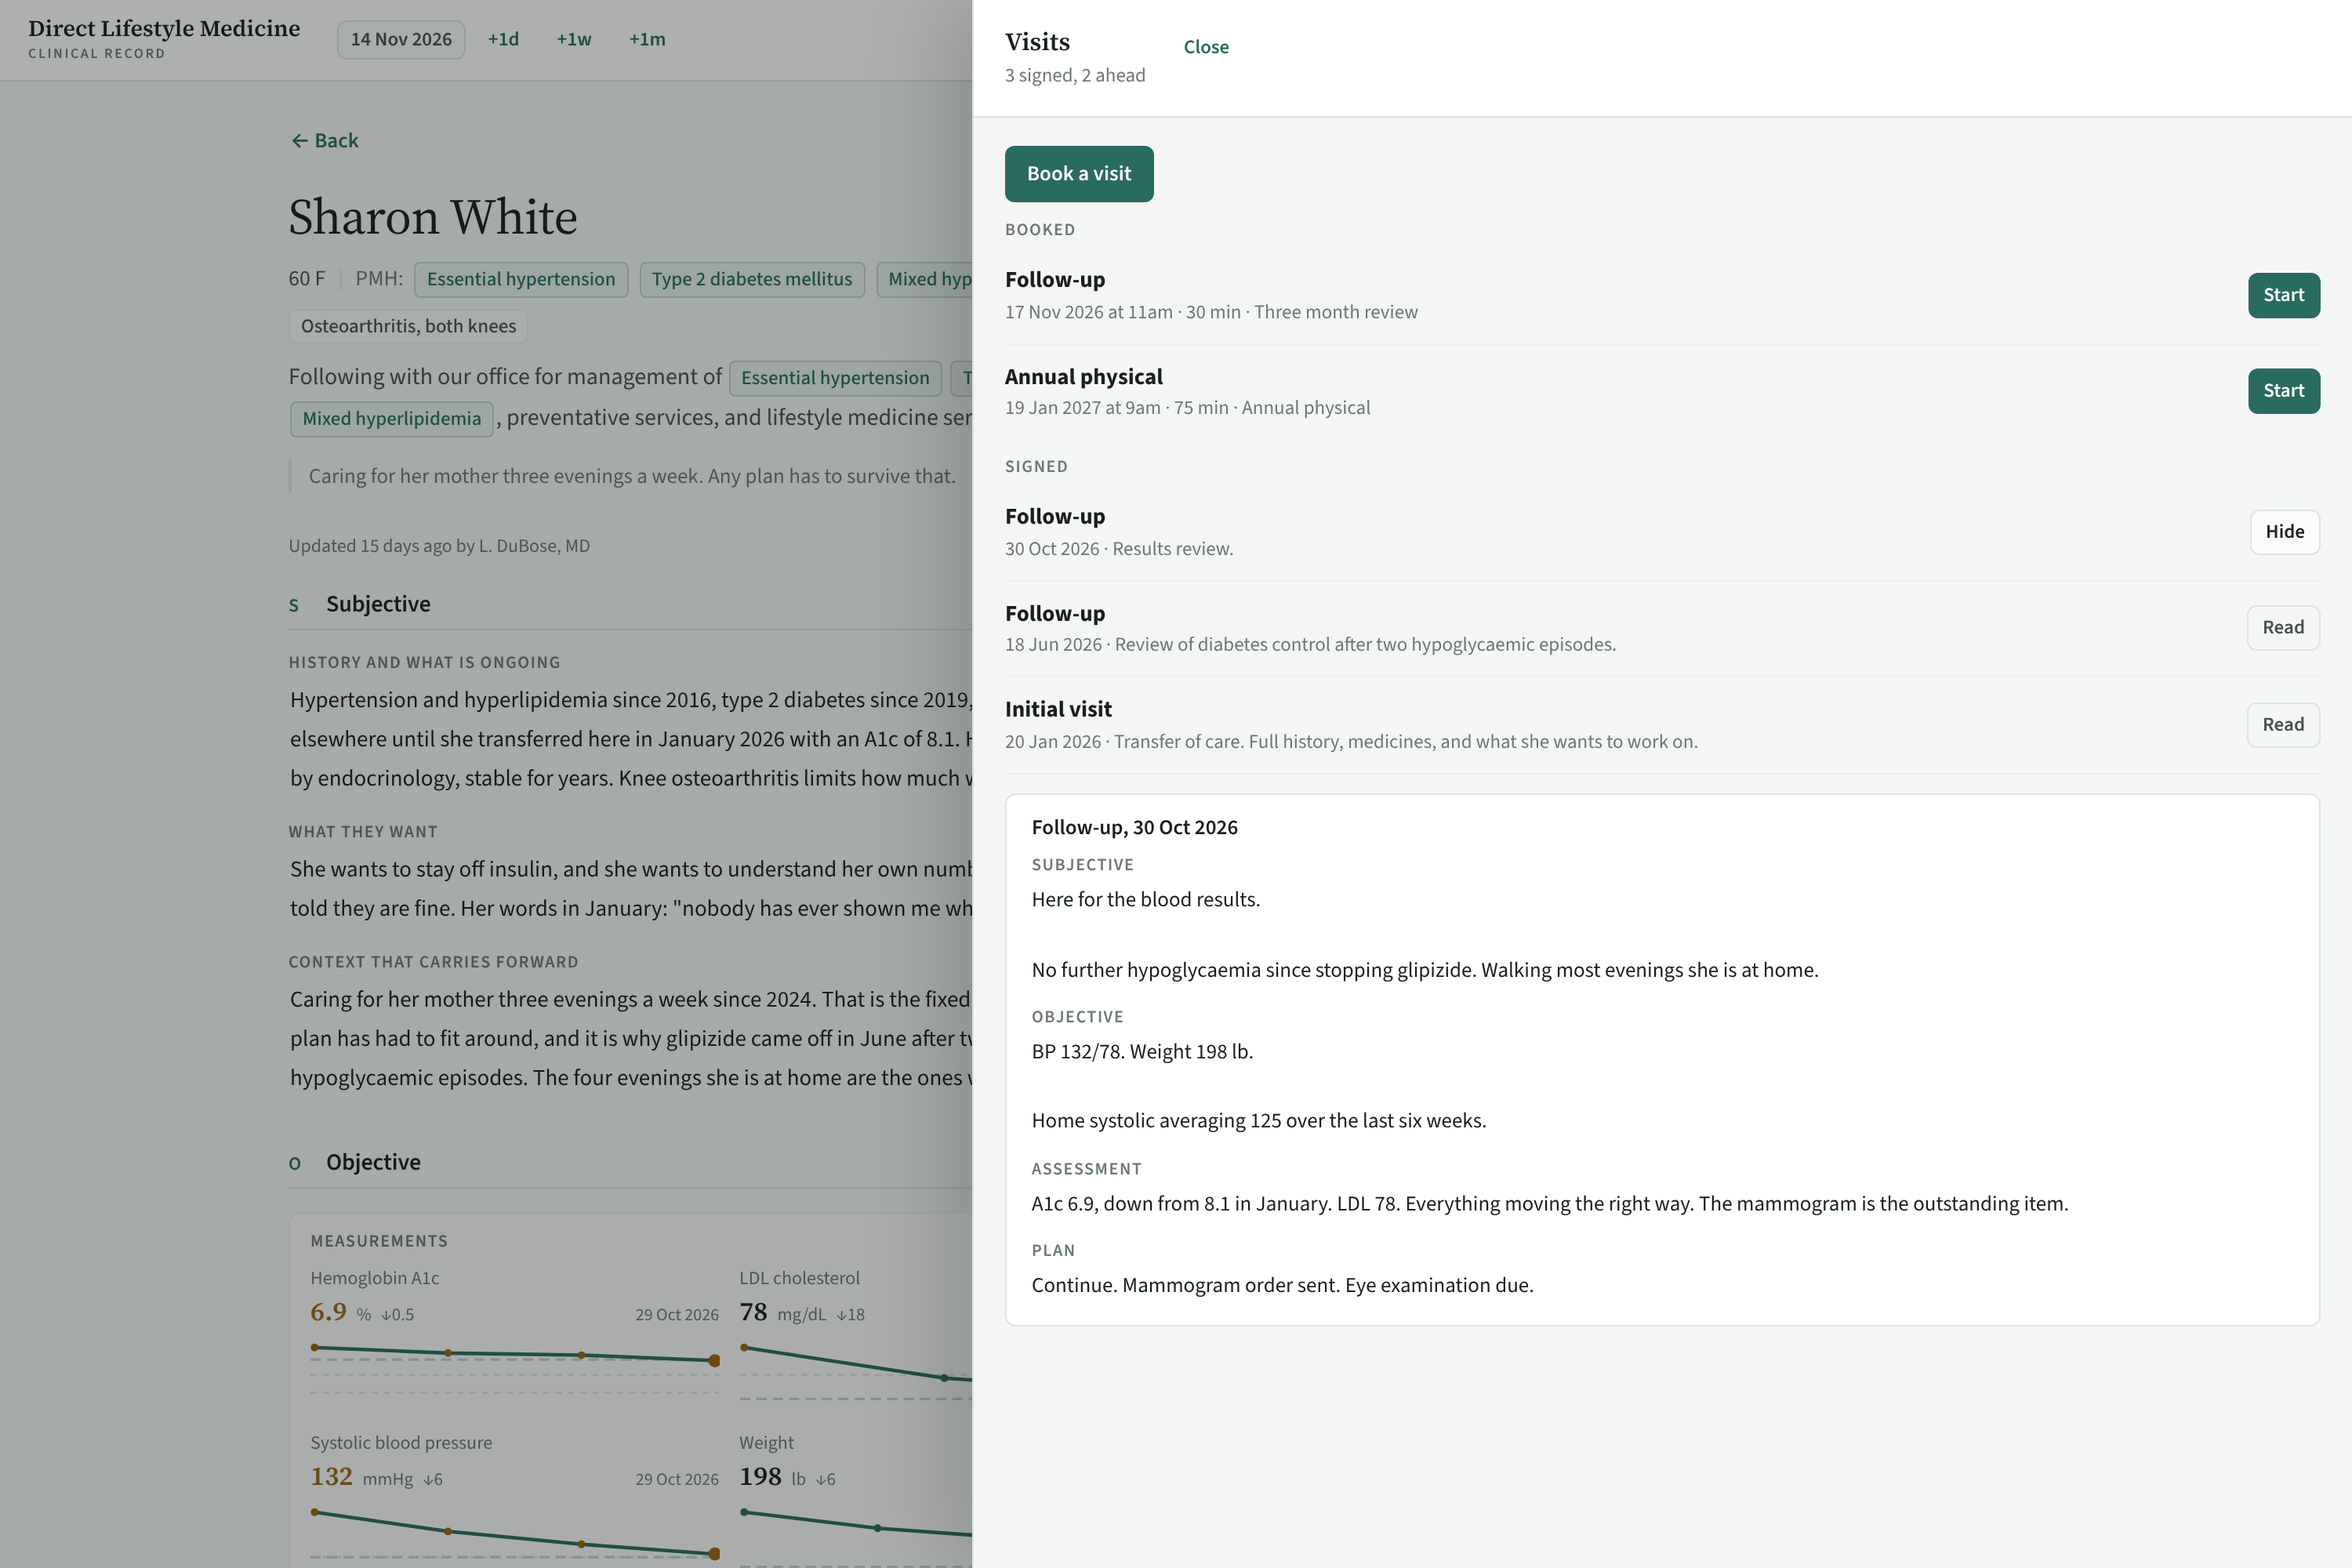 Direct Lifestyle Medicine
CLINICAL RECORD
14 Nov 2026 +1d +1w +1m
← Back
Sharon White
60 F PMH: Essential hypertension Type 2 diabetes mellitus Mixed hyp
Osteoarthritis, both knees
Following with our office for management of Essential hypertension T
Mixed hyperlipidemia , preventative services, and lifestyle medicine ser
Caring for her mother three evenings a week. Any plan has to survive that.
Updated 15 days ago by L. DuBose, MD
S Subjective
HISTORY AND WHAT IS ONGOING
Hypertension and hyperlipidemia since 2016, type 2 diabetes since 2019,
elsewhere until she transferred here in January 2026 with an A1c of 8.1. H
by endocrinology, stable for years. Knee osteoarthritis limits how much w
WHAT THEY WANT
She wants to stay off insulin, and she wants to understand her own numb
told they are fine. Her words in January: "nobody has ever shown me wh
CONTEXT THAT CARRIES FORWARD
Caring for her mother three evenings a week since 2024. That is the fixed
plan has had to fit around, and it is why glipizide came off in June after tw
hypoglycaemic episodes. The four evenings she is at home are the ones w
O Objective
MEASUREMENTS
Hemoglobin A1c
6.9 % ↓0.5 29 Oct 2026
LDL cholesterol
78 mg/dL ↓18
Systolic blood pressure
132 mmHg ↓6 29 Oct 2026
Weight
198 lb ↓6
Visits
Close
3 signed, 2 ahead
Book a visit
BOOKED
Follow-up
17 Nov 2026 at 11am · 30 min · Three month review
Start
Annual physical
19 Jan 2027 at 9am · 75 min · Annual physical
Start
SIGNED
Follow-up
30 Oct 2026 · Results review.
Hide
Follow-up
18 Jun 2026 · Review of diabetes control after two hypoglycaemic episodes.
Read
Initial visit
20 Jan 2026 · Transfer of care. Full history, medicines, and what she wants to work on.
Read
Follow-up, 30 Oct 2026
SUBJECTIVE
Here for the blood results.
No further hypoglycaemia since stopping glipizide. Walking most evenings she is at home.
OBJECTIVE
BP 132/78. Weight 198 lb.
Home systolic averaging 125 over the last six weeks.
ASSESSMENT
A1c 6.9, down from 8.1 in January. LDL 78. Everything moving the right way. The mammogram is the outstanding item.
PLAN
Continue. Mammogram order sent. Eye examination due.